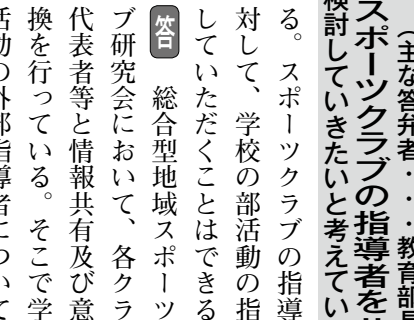 （主な答弁者・・・教育部長
スポーツクラブの指導者を
検討していきたいと考えてい
る。スポーツクラブの指導
対して、学校の部活動の指
していただくことはできる
答 総合型地域スポーツ
ブ研究会において、各クラ
代表者等と情報共有及び意
換を行っている。そこで学
活動の外部指導者について